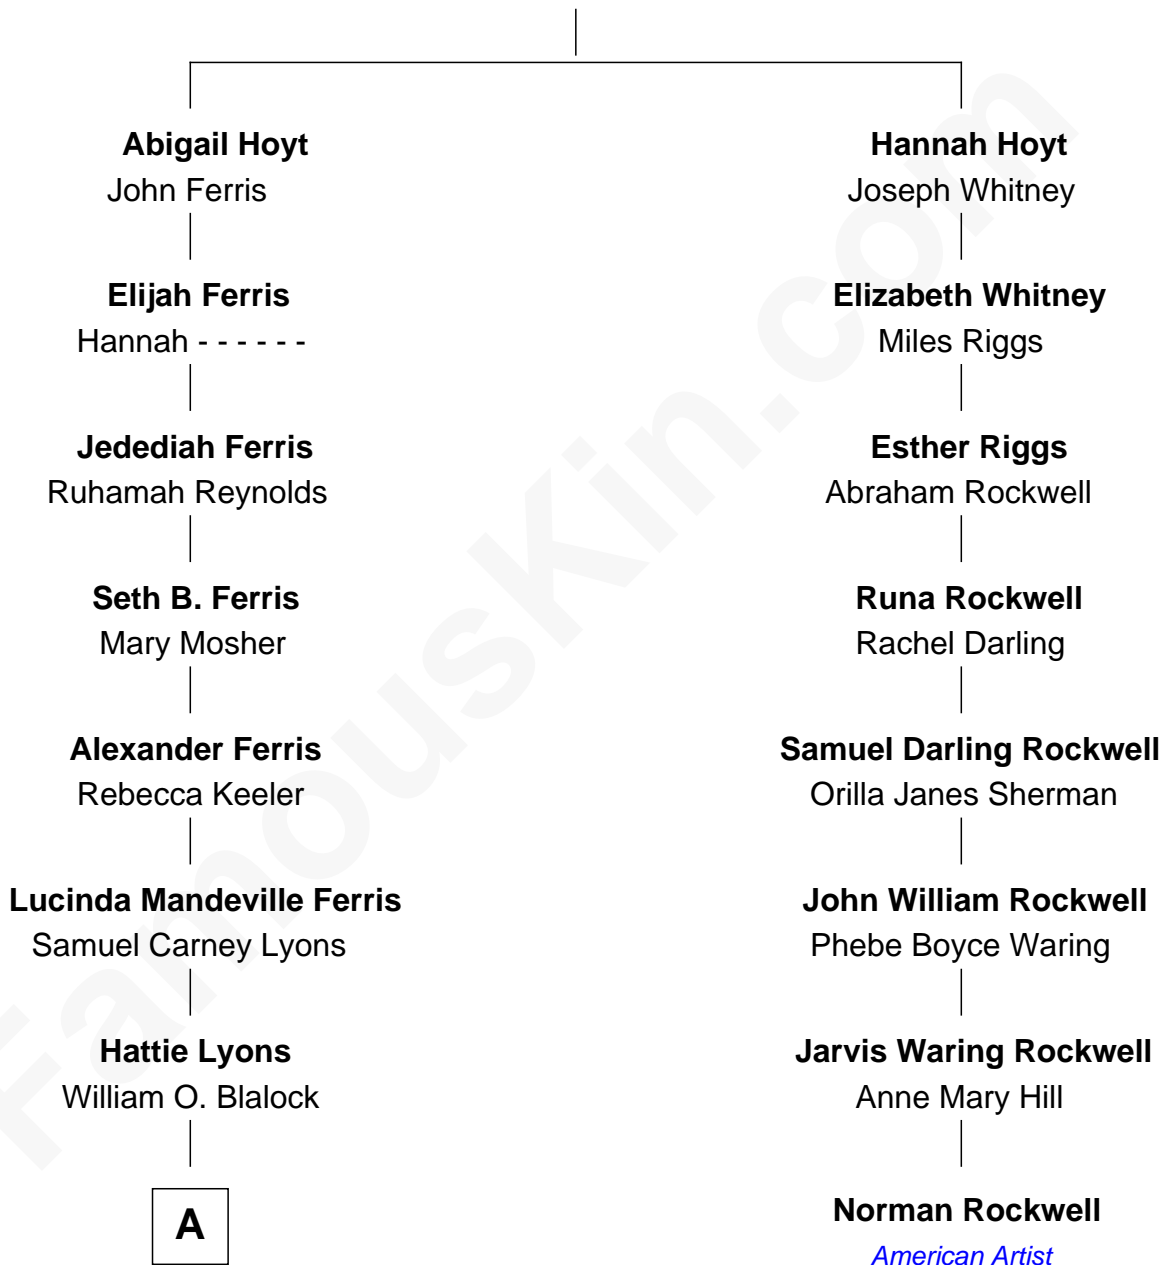 Abigail Hoyt
John Ferris
Elijah Ferris
Hannah - - - - - -
Jedediah Ferris
Ruhamah Reynolds
Seth B. Ferris
Mary Mosher
Alexander Ferris
Rebecca Keeler
Lucinda Mandeville Ferris
Samuel Carney Lyons
Hattie Lyons
William O. Blalock
A
Hannah Hoyt
Joseph Whitney
Elizabeth Whitney
Miles Riggs
Esther Riggs
Abraham Rockwell
Runa Rockwell
Rachel Darling
Samuel Darling Rockwell
Orilla Janes Sherman
John William Rockwell
Phebe Boyce Waring
Jarvis Waring Rockwell
Anne Mary Hill
Norman Rockwell
American Artist
FamousKin.com